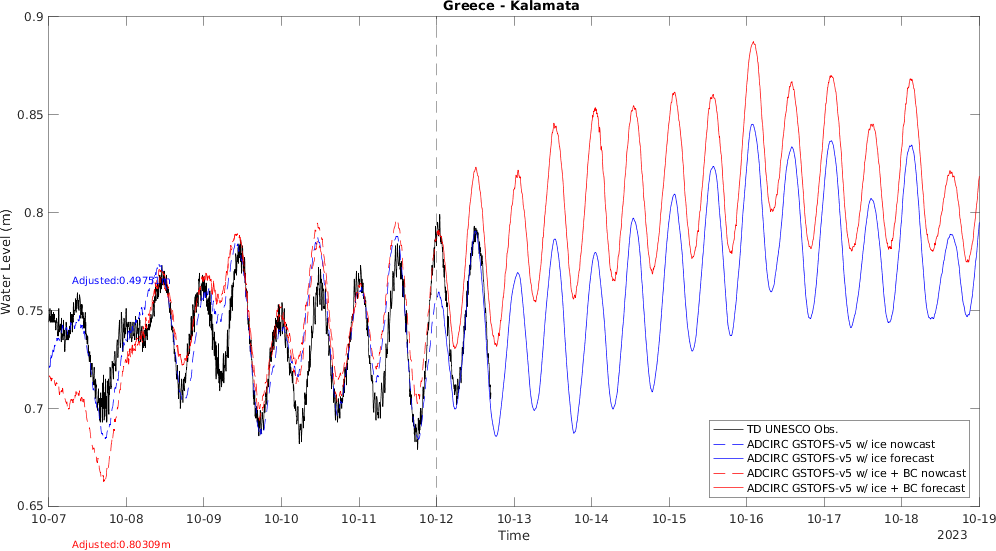 Greece - Kalamata
0.9
0.85
0.8
0.75
0.7
0.65
Water Level (m)
Adjusted:0.4975
TD UNESCO Obs.
ADCIRC GSTOFS-v5 w/ ice nowcast
ADCIRC GSTOFS-v5 w/ ice forecast
ADCIRC GSTOFS-v5 w/ ice + BC nowcast
ADCIRC GSTOFS-v5 w/ ice + BC forecast
10-07 10-08 10-09 10-10 10-11 10-12 10-13 10-14 10-15 10-16 10-17 10-18 10-19
Time
2023
Adjusted:0.80309m